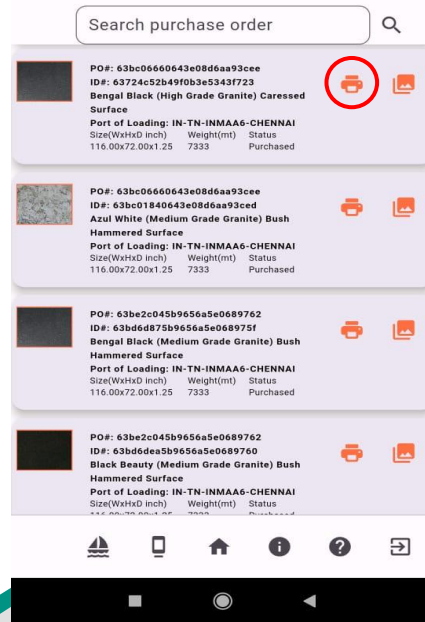 Search purchase order
PO#: 63bc06660643e08d6aa93cee
ID#: 63724c52b49f0b3e5343f723
Bengal Black (High Grade Granite) Caressed
Surface
Port of Loading: IN-TN-INMAA6-CHENNAI
Size(WxHxD inch) Weight(mt) Status
116.00x72.00x1.25 7333 Purchased
PO#: 63bc06660643e08d6aa93cee
ID#: 63bc01840643e08d6aa93ced
Azul White (Medium Grade Granite) Bush
Hammered Surface
Port of Loading: IN-TN-INMAA6-CHENNAI
Size(WxHxD inch) Weight(mt) Status
116.00x72.00x1.25 7333 Purchased
PO#: 63be2c045b9656a5e0689762
ID#: 63bd6d875b9656a5e068975f
Bengal Black (Medium Grade Granite) Bush
Hammered Surface
Port of Loading: IN-TN-INMAA6-CHENNAI
Size(WxHxD inch) Weight(mt) Status
116.00x72.00x1.25 7333 Purchased
PO#: 63be2c045b9656a5e0689762
ID#: 63bd6dea5b9656a5e0689760
Black Beauty (Medium Grade Granite) Bush
Hammered Surface
Port of Loading: IN-TN-INMAA6-CHENNAI
Size(WxHxD inch) Weight(mt) Status